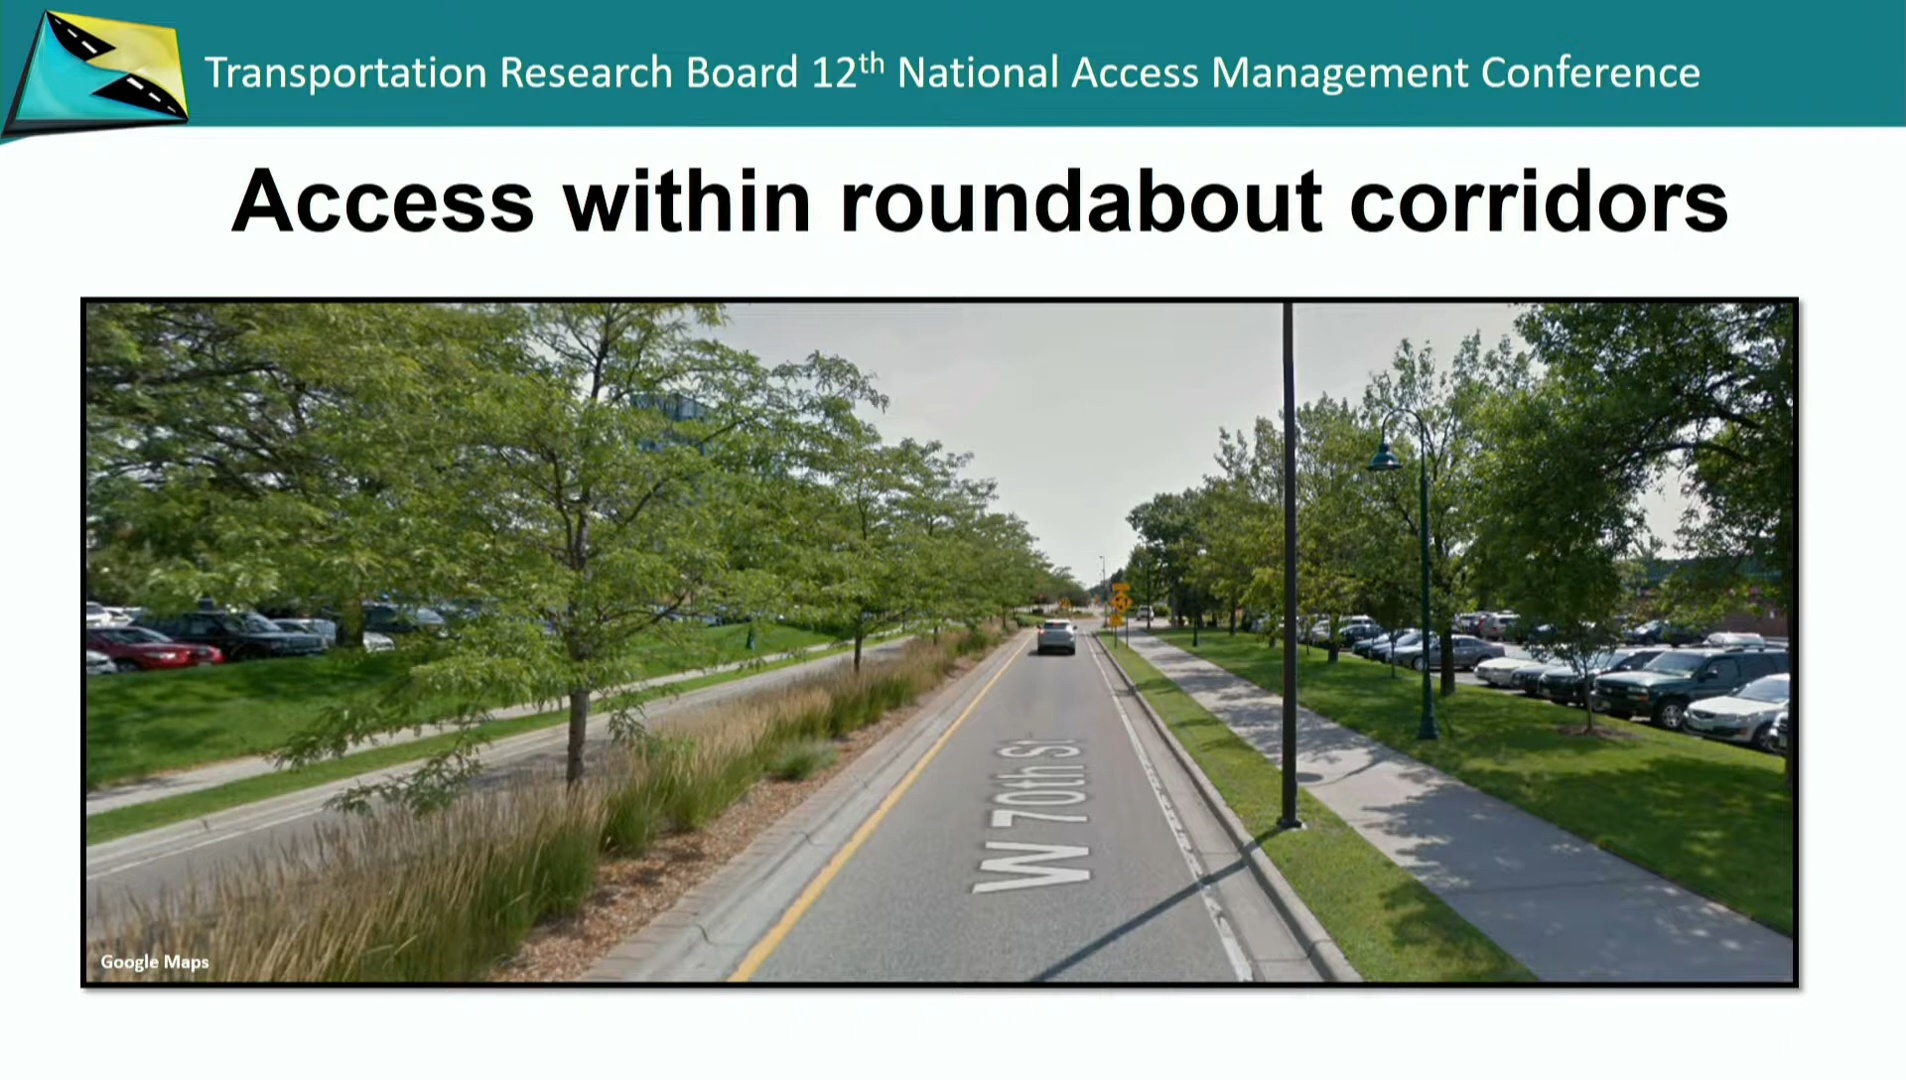 Transportation Research Board 12th National Access Management Conference
Access within roundabout corridors
W 70th St
Google Maps